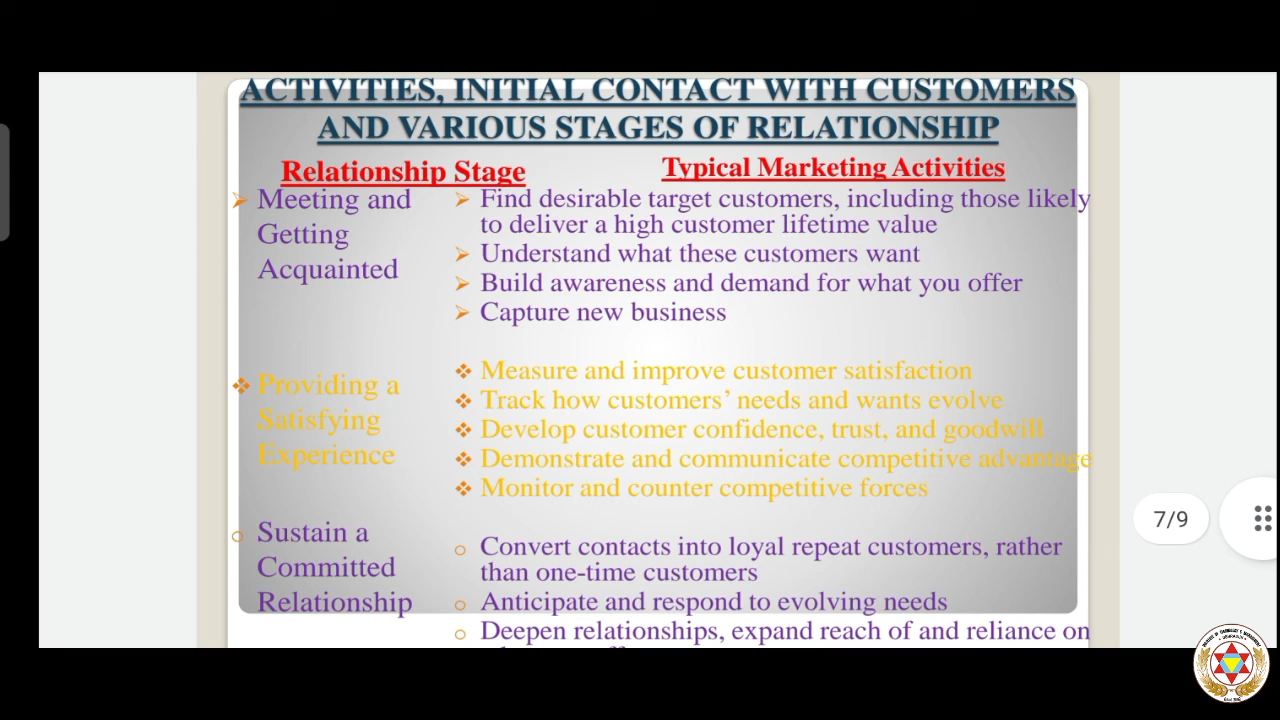 ACTIVITIES, INITIAL CONTACT WITH CUSTOMERS
AND VARIOUS STAGES OF RELATIONSHIP
Relationship Stage
Typical Marketing Activities
Meeting and
Getting
Acquainted
Find desirable target customers, including those likely
to deliver a high customer lifetime value
Understand what these customers want
Build awareness and demand for what you offer
Capture new business
Providing a
Satisfying
Experience
Measure and improve customer satisfaction
Track how customers’ needs and wants evolve
Develop customer confidence, trust, and goodwill
Demonstrate and communicate competitive advantage
Monitor and counter competitive forces
Sustain a
Committed
Relationship
Convert contacts into loyal repeat customers, rather
than one-time customers
Anticipate and respond to evolving needs
Deepen relationships, expand reach of and reliance on
7/9